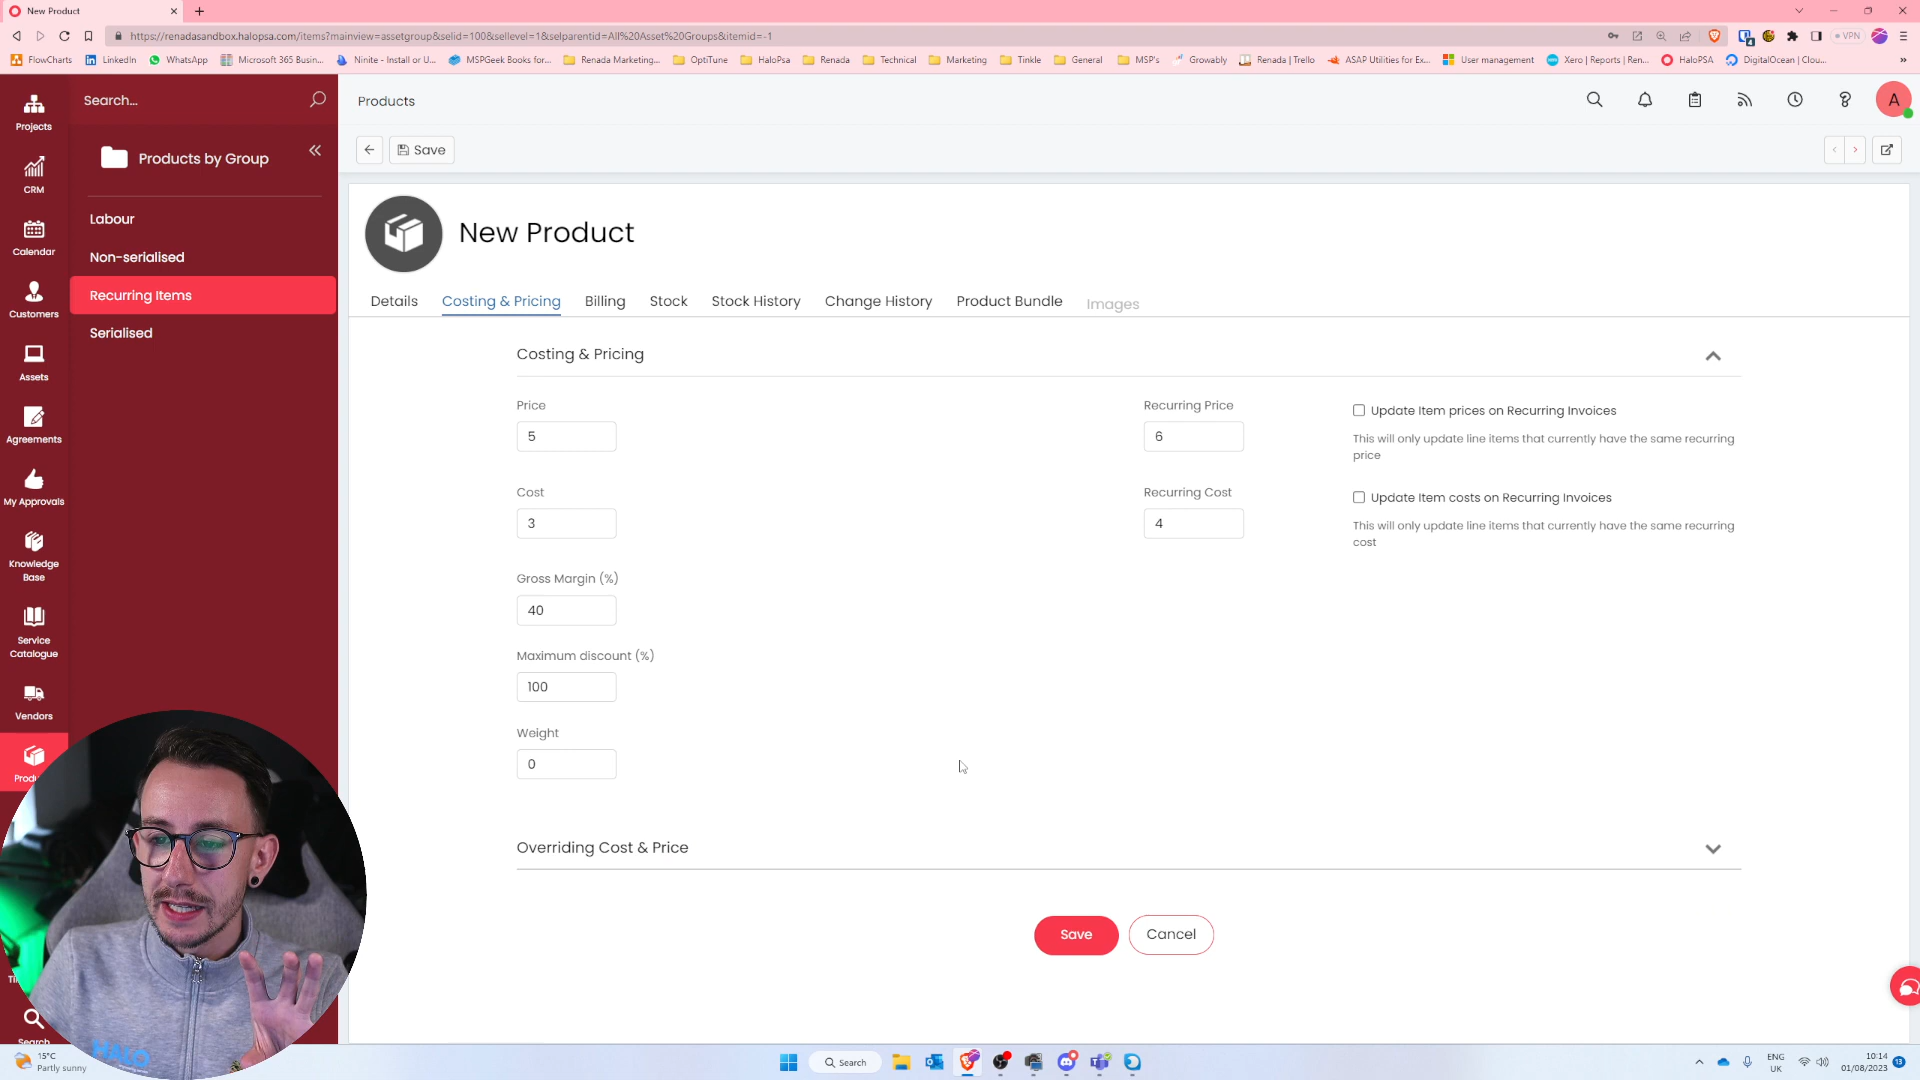 New Product
https://renadasandbox.halopsa.com/items?mainview=assetgroup&selid=100&sellevel=1&selparentid=All%20Asset%20Groups&itemid=-1
VPN
FlowCharts
LinkedIn
WhatsApp
Microsoft 365 Busin...
Ninite - Install or U...
MSPGeek Books for...
Renada Marketing...
OptiTune
HaloPsa
Renada
Technical
Marketing
Tinkle
General
MSP's
Growably
Renada | Trello
ASAP Utilities for Ex...
User management
Xero | Reports | Ren...
HaloPSA
DigitalOcean | Clou...
Projects
CRM
Calendar
Customers
Assets
Agreements
My Approvals
Knowledge
Base
Service
Catalogue
Vendors
Search
Search...
Products by Group
Labour
Non-serialised
Recurring Items
Serialised
Products
A
Save
New Product
Details
Costing & Pricing
Billing
Stock
Stock History
Change History
Product Bundle
Images
Costing & Pricing
Price
5
Recurring Price
6
Update Item prices on Recurring Invoices
This will only update line items that currently have the same recurring
price
Cost
3
Recurring Cost
4
Update Item costs on Recurring Invoices
This will only update line items that currently have the same recurring
cost
Gross Margin (%)
40
Maximum discount (%)
100
Weight
0
Overriding Cost & Price
Save
Cancel
HALO
15°C
Partly sunny
Search
ENG
UK
10:14
01/08/2023
13